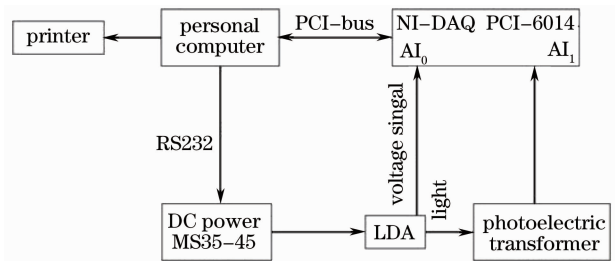 printer
personal
computer
PCI-bus
NI-DAQ PCI-6014
AI0
AI1
RS232
voltage singal
light
DC power
MS35-45
LDA
photoelectric
transformer